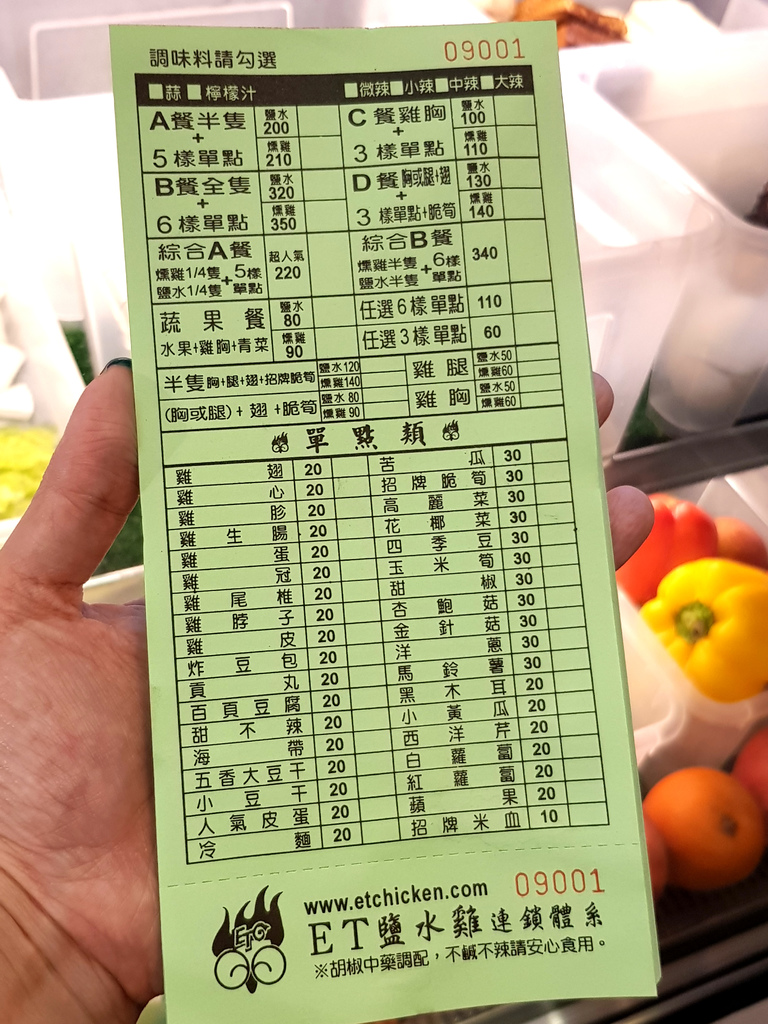 調味料請勾選 09001
■蒜 ■檸檬汁 ■微辣■小辣■中辣■大辣
A餐半隻 + 5樣單點 鹽水 200 燻雞 210
C 餐雞胸 + 3 樣單點 鹽水 100 燻雞 110
B餐全隻 + 6樣單點 鹽水 320 燻雞 350
D 餐胸或腿+翅 + 3 樣單點+脆筍 鹽水 130 燻雞 140
綜合A餐 燻雞1/4隻 鹽水1/4隻 + 5樣單點 超人氣 220
綜合B餐 燻雞半隻 鹽水半隻 + 6樣單點 340
蔬果餐 水果+雞胸+青菜 鹽水 80 燻雞 90
任選6樣單點 110
任選3樣單點 60
半隻胸+腿+翅+招牌脆筍 鹽水120 燻雞140
雞腿 鹽水50 燻雞60
(胸或腿)+翅+脆筍 鹽水 80 燻雞 90
雞胸 鹽水50 燻雞60
單點類
雞翅 20 苦瓜 30
雞心 20 招牌脆筍 30
雞胗 20 高麗菜 30
雞生腸 20 花椰菜 30
雞蛋 20 四季豆 30
雞冠 20 玉米筍 30
雞尾椎 20 甜椒 30
雞脖子 20 杏鮑菇 30
雞皮 20 金針菇 30
炸豆包 20 洋蔥 30
貢丸 20 馬鈴薯 30
百頁豆腐 20 黑木耳 20
甜不辣 20 小黃瓜 20
海帶 20 西洋芹 20
五香大豆干 20 白蘿蔔 20
小豆干 20 紅蘿蔔 20
人氣皮蛋 20 蘋果 20
冷麵 20 招牌米血 10
www.etchicken.com 09001
ETC
ET鹽水雞連鎖體系
※胡椒中藥調配，不鹹不辣請安心食用。